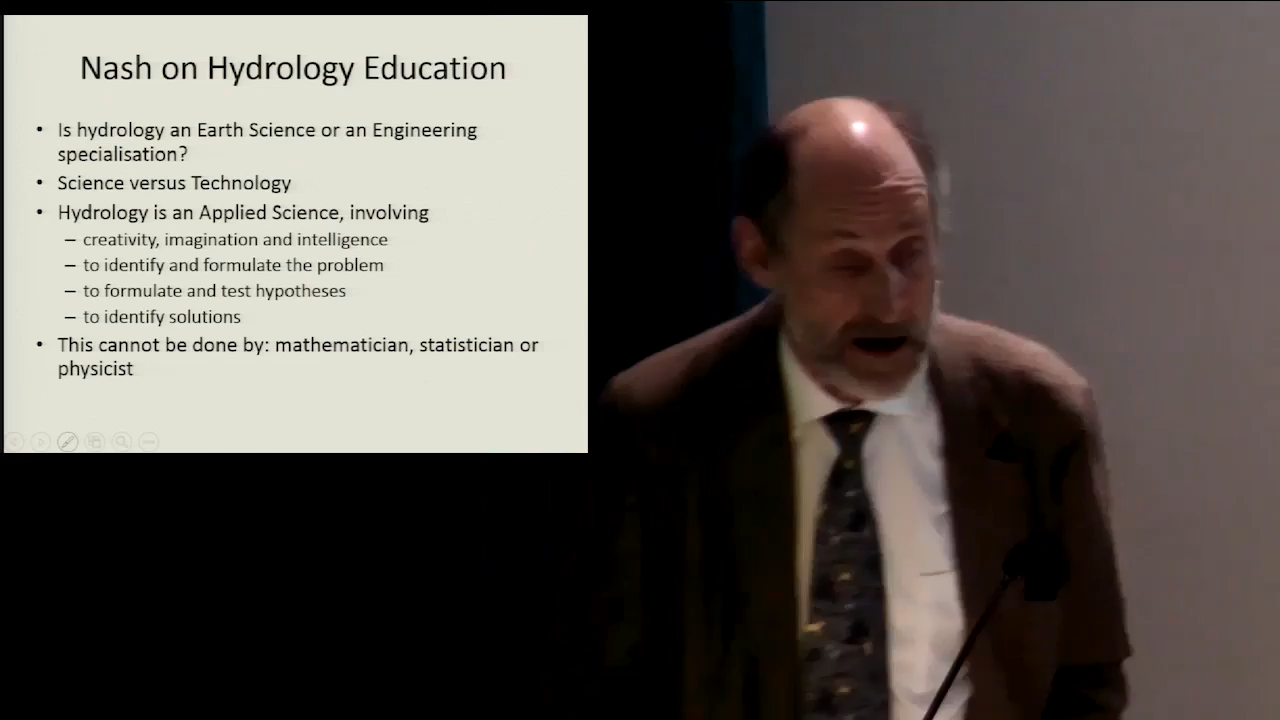 Nash on Hydrology Education
• Is hydrology an Earth Science or an Engineering
specialisation?
• Science versus Technology
• Hydrology is an Applied Science, involving
– creativity, imagination and intelligence
– to identify and formulate the problem
– to formulate and test hypotheses
– to identify solutions
• This cannot be done by: mathematician, statistician or
physicist